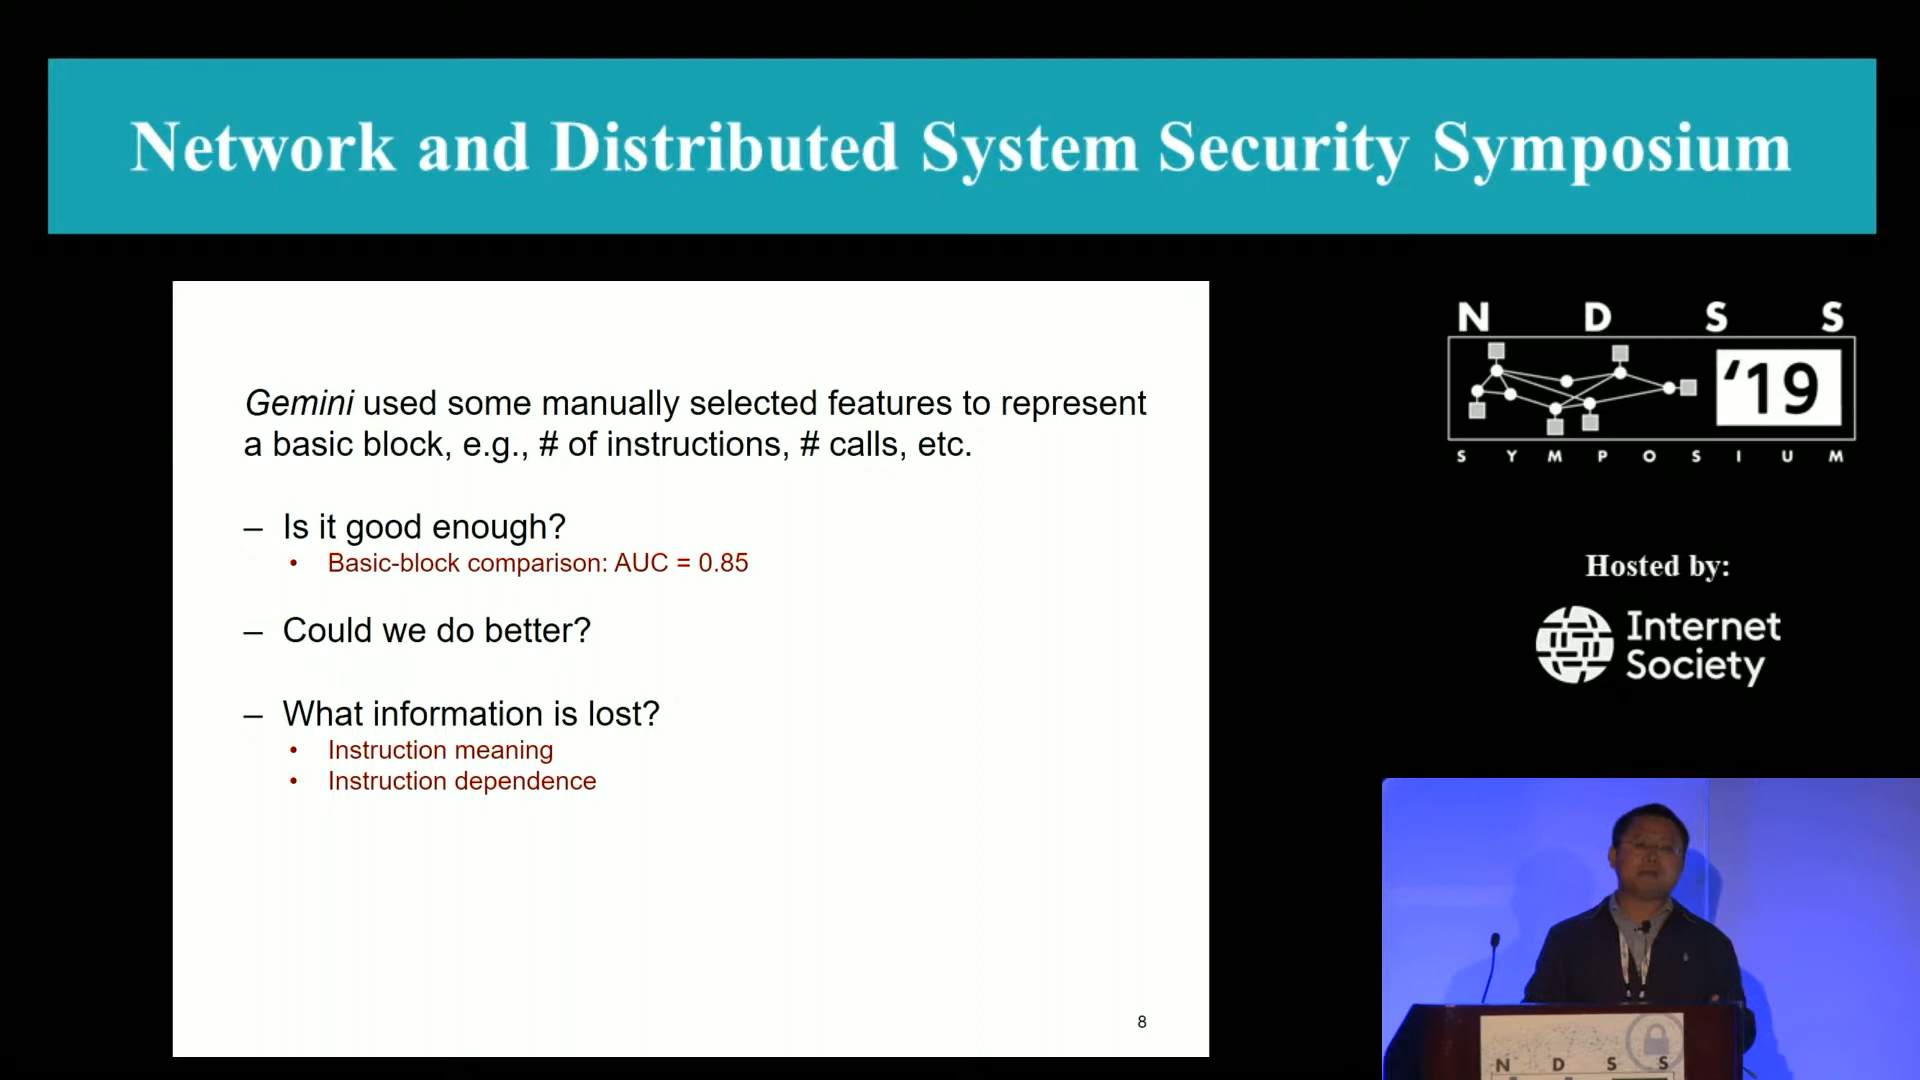 Network and Distributed System Security Symposium
N D S S
'19
S Y M P O S I U M
Gemini used some manually selected features to represent
a basic block, e.g., # of instructions, # calls, etc.
– Is it good enough?
• Basic-block comparison: AUC = 0.85
– Could we do better?
– What information is lost?
• Instruction meaning
• Instruction dependence
8
Hosted by:
Internet
Society
N D S S